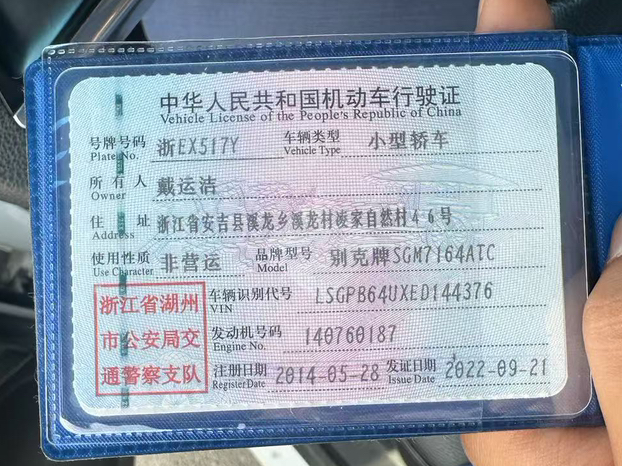 中华人民共和国机动车行驶证
Vehicle License of the People's Republic of China
号牌号码 浙EX517Y 车辆类型 小型轿车
Plate No. Vehicle Type
所有人 戴运洁
Owner
住址 浙江省安吉县溪龙乡溪龙村彼家自然村46号
Address
使用性质 非营运 品牌型号 别克牌SGM7164ATC
Use Character Model
浙江省湖州 车辆识别代号 LSGPB64UXED144376
VIN
市公安局交 发动机号码 140760187
Engine No.
通警察支队 注册日期 2014-05-28 发证日期 2022-09-21
Register Date Issue Date